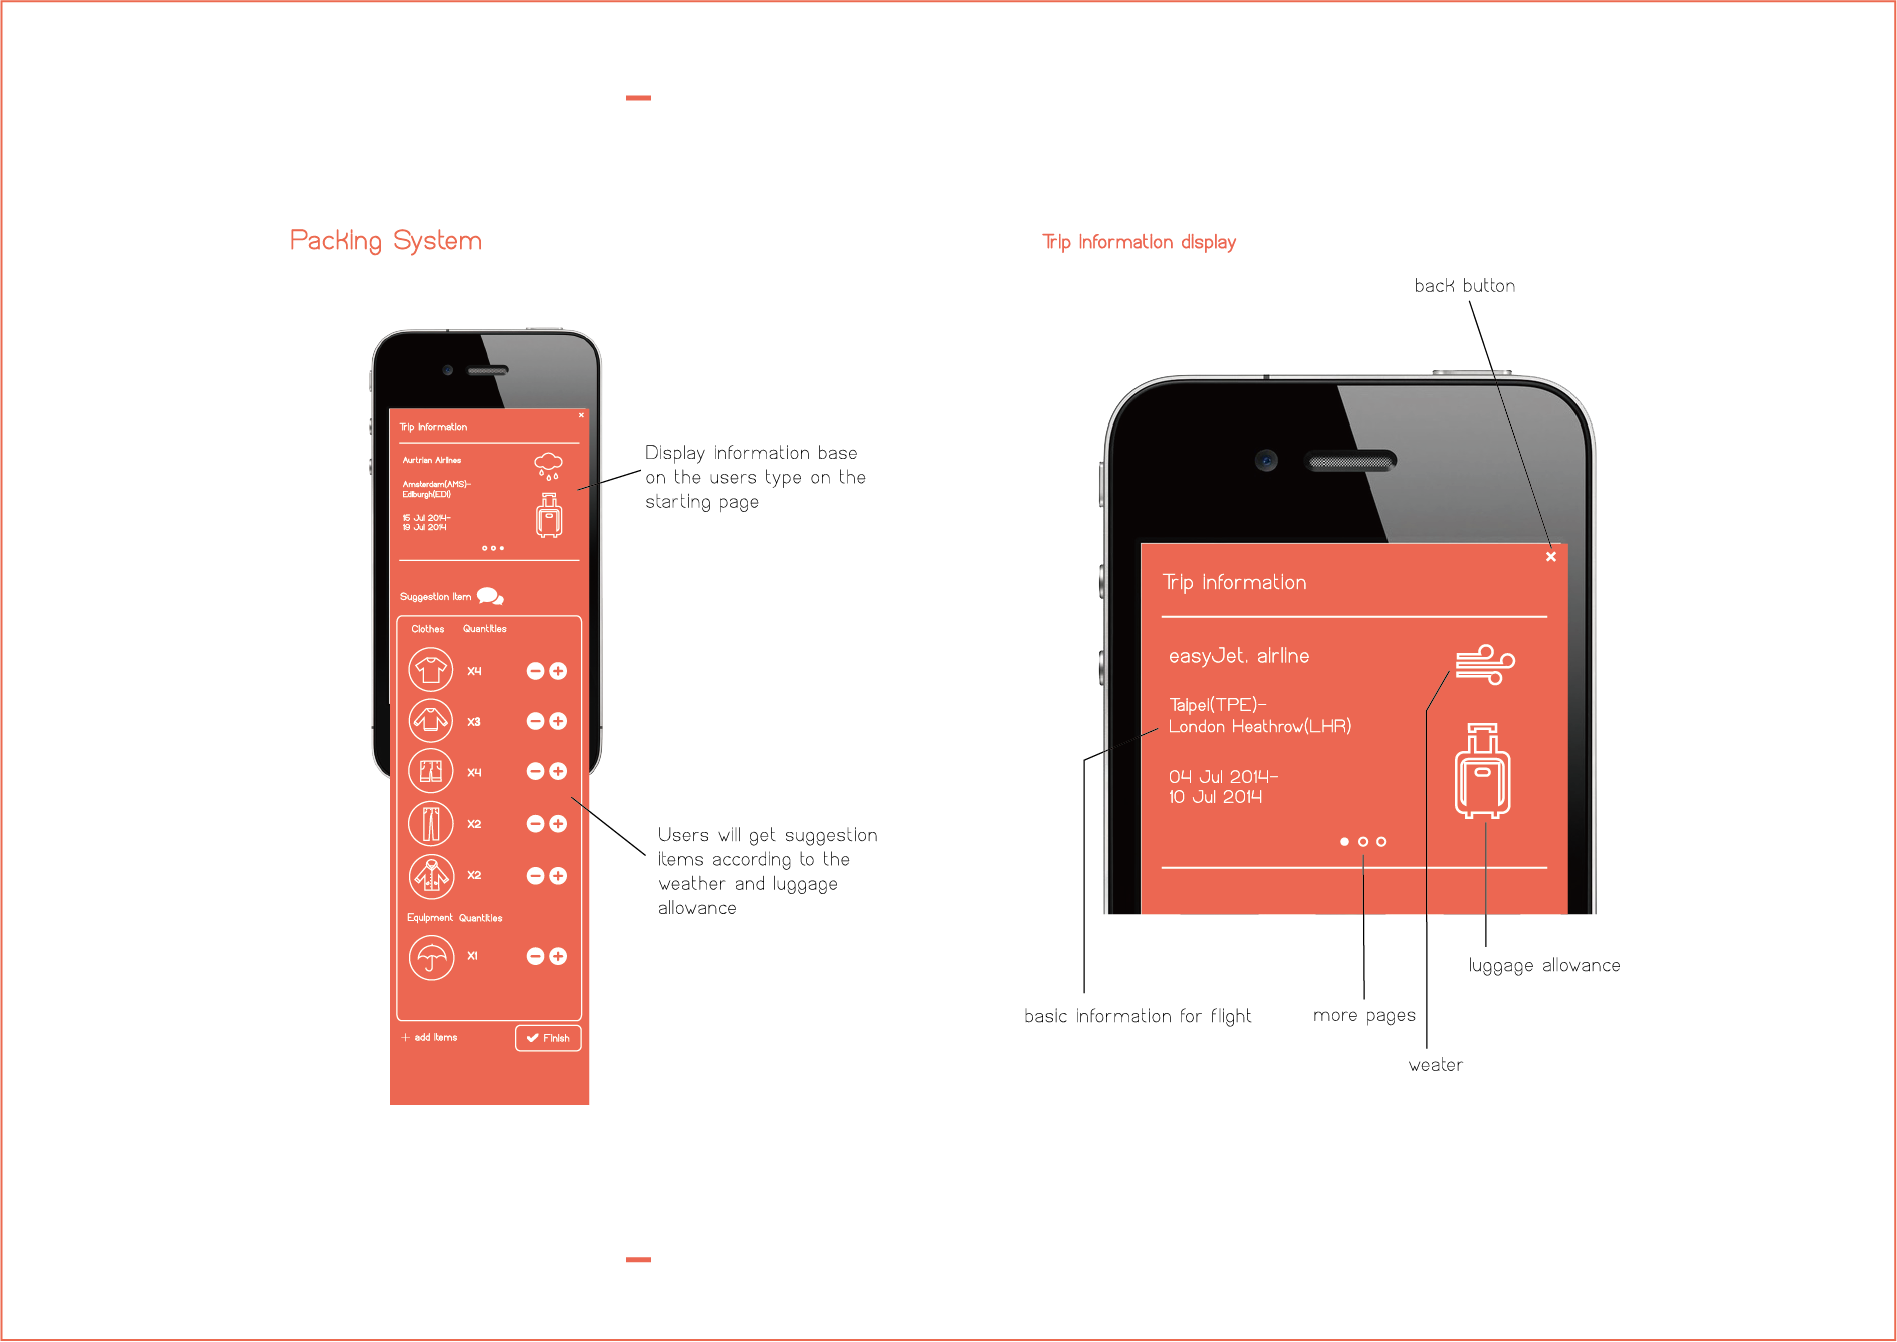 Packing System
Trip information display
back button
Trip information
Aurtrian Airlines
Amsterdam(AMS)-
Ediburgh(EDI)
15 Jul 2014-
19 Jul 2014
Display information base
on the users type on the
starting page
Suggestion item
Clothes Quantities
X4
X3
X4
X2
X2
Equipment Quantities
X1
+ add items
Finish
Users will get suggestion
items according to the
weather and luggage
allowance
Trip information
easyJet. airline
Taipei(TPE)-
London Heathrow(LHR)
04 Jul 2014-
10 Jul 2014
luggage allowance
basic information for flight
more pages
weater